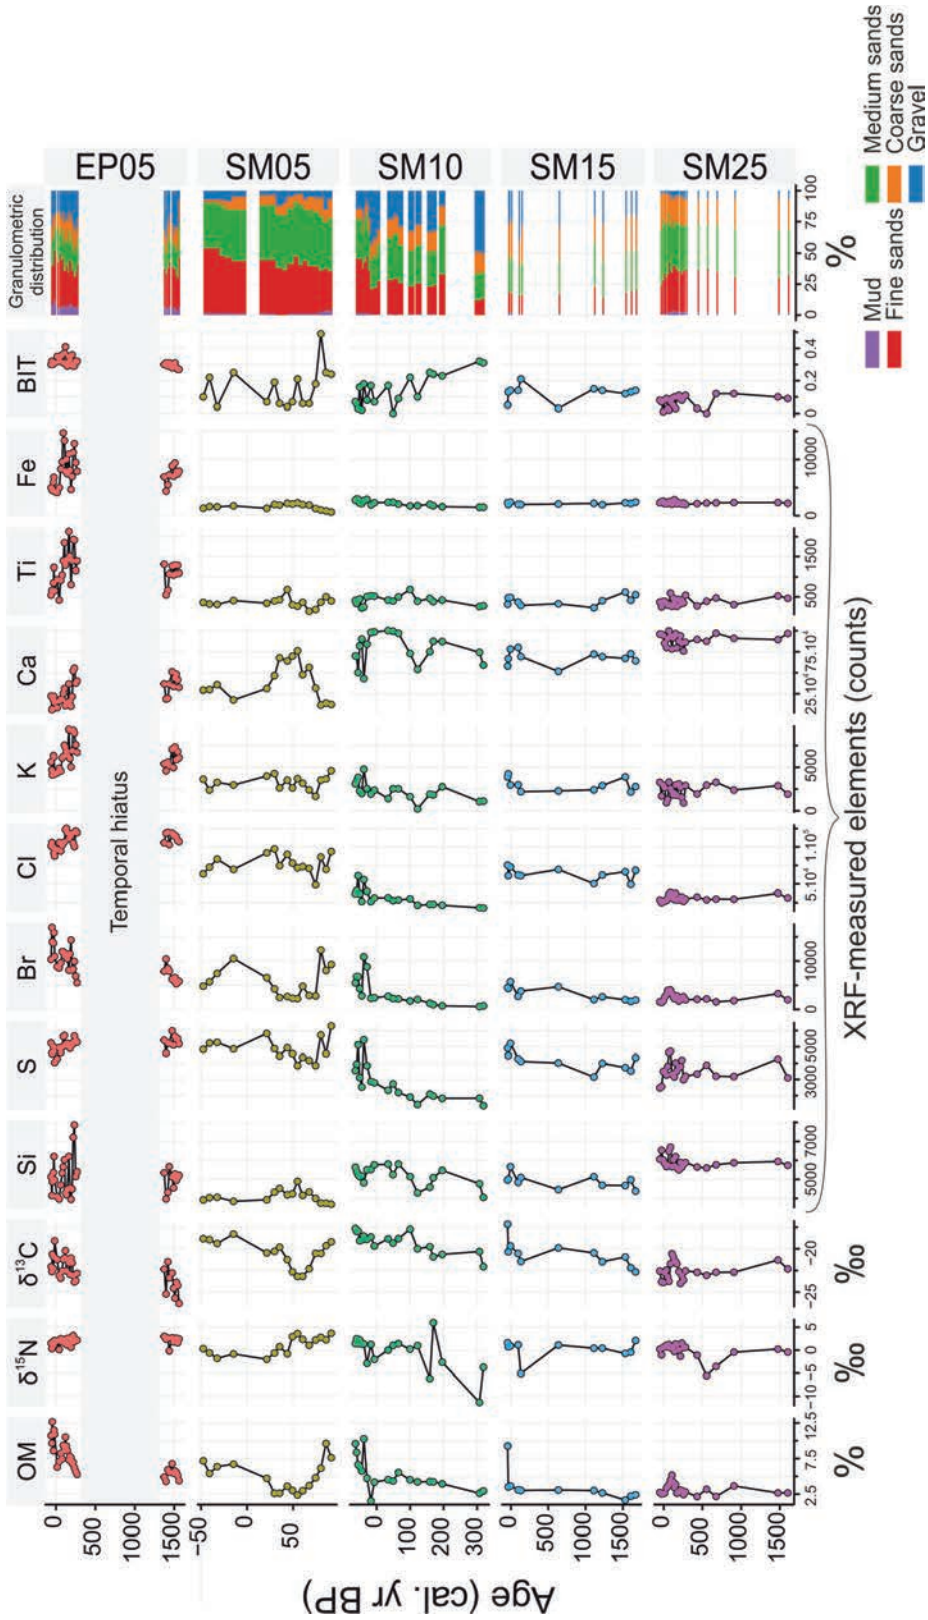 OM
δ¹⁵N
δ¹³C
Si
S
Br
Cl
K
Ca
Ti
Fe
BIT
Granulometric
distribution
EP05
SM05
SM10
SM15
SM25
Temporal hiatus
Age (cal. yr BP)
0
500
1000
1500
-50
0
50
0
1000
2000
3000
0
500
1000
1500
0
500
1000
1500
2.5
7.5
12.5
%
-10
-5
0
5
‰
-25
-20
‰
5000
7000
30000
50000
0
10000
5.10⁴
1.10⁵
0
5000
25.10⁴
75.10⁴
500
1500
0
10000
0
0.2
0.4
0
25
50
75
100
%
XRF-measured elements (counts)
Mud
Fine sands
Medium sands
Coarse sands
Gravel